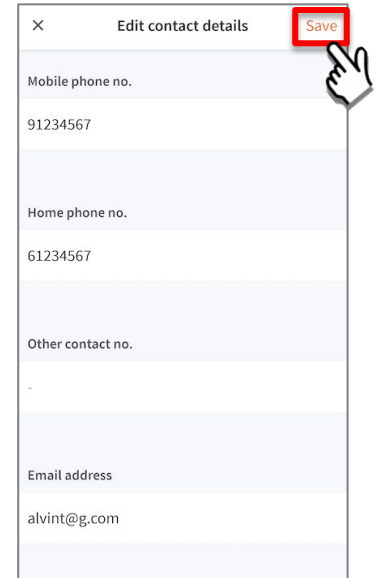 × Edit contact details Save
Mobile phone no.
91234567
Home phone no.
61234567
Other contact no.
-
Email address
alvint@g.com